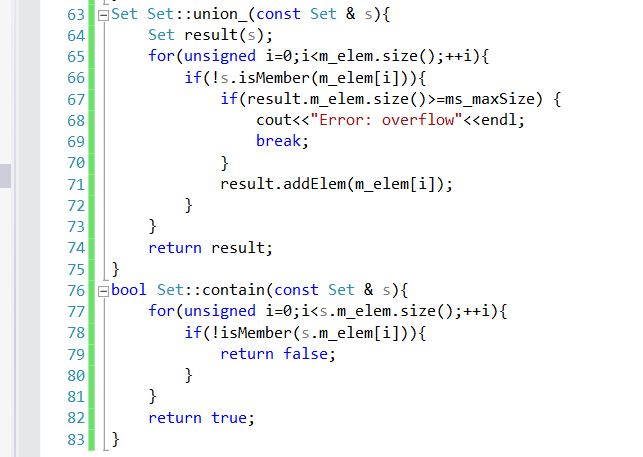 63 Set Set::union_(const Set & s){
64     Set result(s);
65     for(unsigned i=0;i<m_elem.size();++i){
66         if(!s.isMember(m_elem[i])){
67             if(result.m_elem.size()>=ms_maxSize) {
68                 cout<<"Error: overflow"<<endl;
69                 break;
70             }
71             result.addElem(m_elem[i]);
72         }
73     }
74     return result;
75 }
76 bool Set::contain(const Set & s){
77     for(unsigned i=0;i<s.m_elem.size();++i){
78         if(!isMember(s.m_elem[i])){
79             return false;
80         }
81     }
82     return true;
83 }